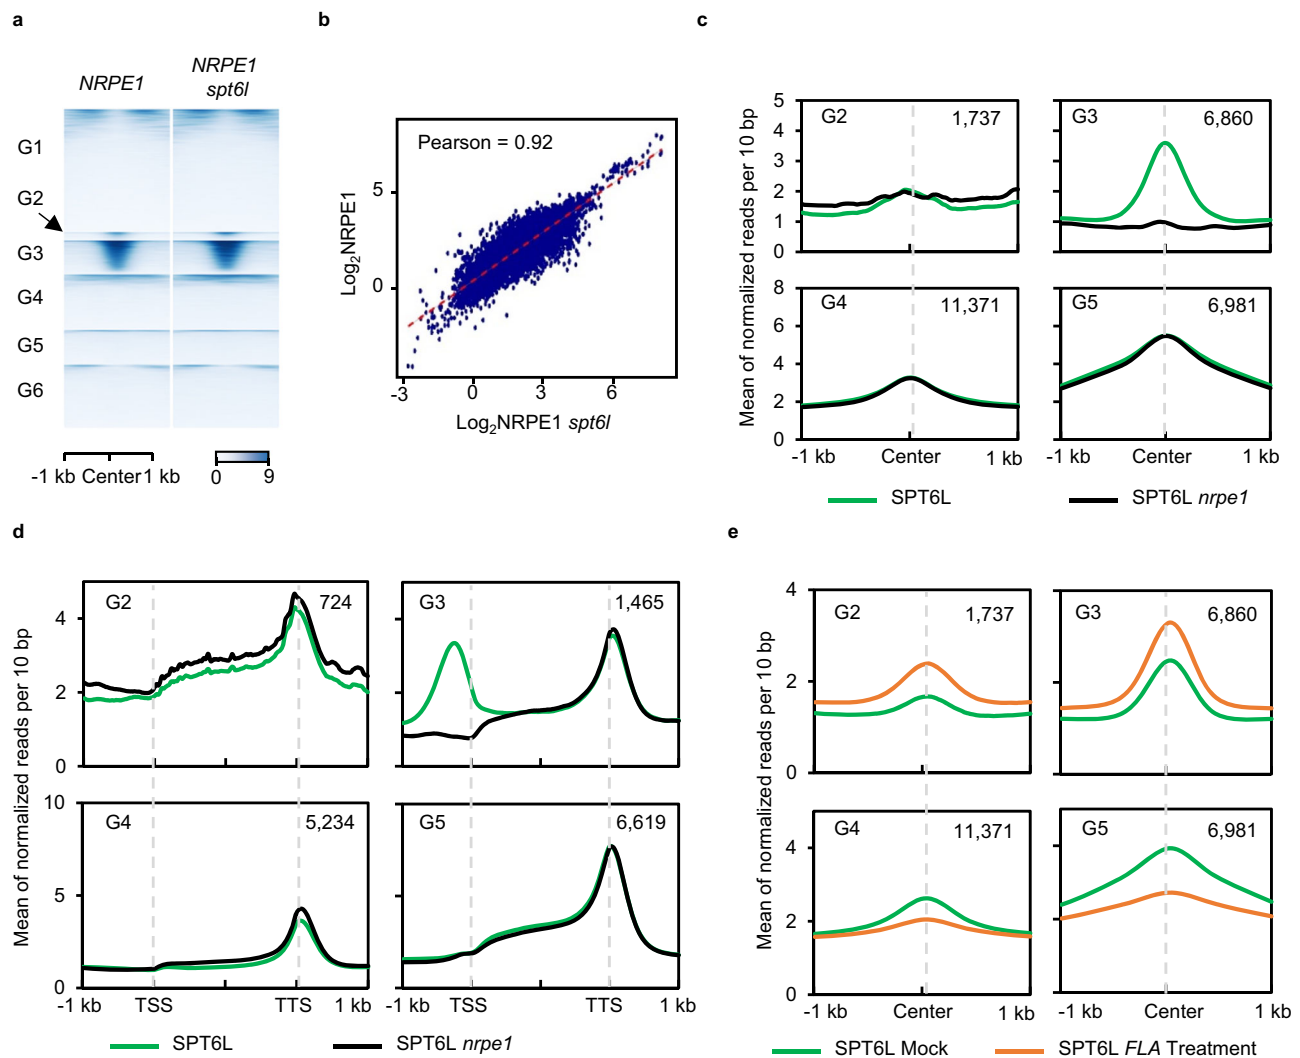 a
NRPE1
NRPE1
spt6l
G1
G2
G3
G4
G5
G6
-1 kb Center 1 kb
0 9
b
Pearson = 0.92
Log2NRPE1
5
0
-3 0 3 6
Log2NRPE1 spt6l
c
Mean of normalized reads per 10 bp
5
4
3
2
1
0
G2 1,737
G3 6,860
8
6
4
2
0
G4 11,371
G5 6,981
-1 kb Center 1 kb
-1 kb Center 1 kb
SPT6L SPT6L nrpe1
d
Mean of normalized reads per 10 bp
4
2
0
G2 724
G3 1,465
10
5
0
G4 5,234
G5 6,619
-1 kb TSS TTS 1 kb
TSS TTS 1 kb
SPT6L SPT6L nrpe1
e
Mean of normalized reads per 10 bp
4
2
0
G2 1,737
G3 6,860
4
2
0
G4 11,371
G5 6,981
-1 kb Center 1 kb
-1 kb Center 1 kb
SPT6L Mock SPT6L FLA Treatment